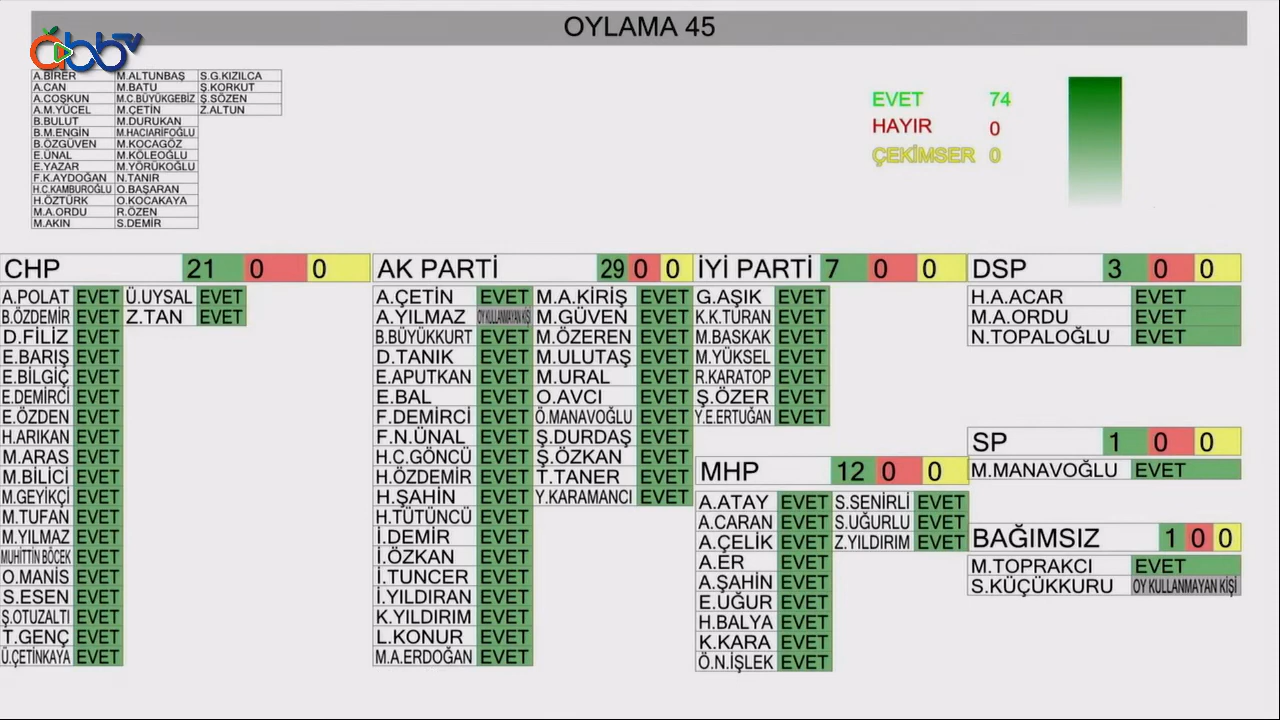 OYLAMA 45
abb TV
A.BİRER M.ALTUNBAŞ S.G.KIZILCA
A.CAN M.BATU Ş.KORKUT
A.COŞKUN M.C.BÜYÜKGEBİZ Ş.SÖZEN
A.M.YÜCEL M.ÇETİN Z.ALTUN
B.BULUT M.DURUKAN
B.M.ENGİN M.HACIARİFOĞLU
B.ÖZGÜVEN M.KOCAGÖZ
E.ÜNAL M.KÖLEOĞLU
E.YAZAR M.YÖRÜKOĞLU
F.K.AYDOĞAN N.TANIR
H.C.KAMBUROĞLU O.BAŞARAN
H.ÖZTÜRK O.KOCAKAYA
M.A.ORDU R.ÖZEN
M.AKIN S.DEMİR
EVET 74
HAYIR 0
ÇEKİMSER 0
CHP 21 0 0
A.POLAT EVET Ü.UYSAL EVET
B.ÖZDEMİR EVET Z.TAN EVET
D.FİLİZ EVET
E.BARIŞ EVET
E.BİLGİÇ EVET
E.DEMİRCİ EVET
E.ÖZDEN EVET
H.ARIKAN EVET
M.ARAS EVET
M.BİLİCİ EVET
M.GEYİKÇİ EVET
M.TUFAN EVET
M.YILMAZ EVET
MUHİTTİN BÖCEK EVET
O.MANİS EVET
S.ESEN EVET
Ş.OTUZALTI EVET
T.GENÇ EVET
Ü.ÇETİNKAYA EVET
AK PARTİ 29 0 0
A.ÇETİN EVET M.A.KİRİŞ EVET
A.YILMAZ OY KULLANMAYAN KİŞİ M.GÜVEN EVET
B.BÜYÜKKURT EVET M.ÖZEREN EVET
D.TANIK EVET M.ULUTAŞ EVET
E.APUTKAN EVET M.URAL EVET
E.BAL EVET O.AVCI EVET
F.DEMİRCİ EVET Ö.MANAVOĞLU EVET
F.N.ÜNAL EVET Ş.DURDAŞ EVET
H.C.GÖNCÜ EVET Ş.ÖZKAN EVET
H.ÖZDEMİR EVET T.TANER EVET
H.ŞAHİN EVET Y.KARAMANCI EVET
H.TÜTÜNCÜ EVET
İ.DEMİR EVET
İ.ÖZKAN EVET
İ.TUNCER EVET
İ.YILDIRAN EVET
K.YILDIRIM EVET
L.KONUR EVET
M.A.ERDOĞAN EVET
İYİ PARTİ 7 0 0
G.AŞIK EVET
K.K.TURAN EVET
M.BASKAK EVET
M.YÜKSEL EVET
R.KARATOP EVET
Ş.ÖZER EVET
Y.E.ERTUĞAN EVET
MHP 12 0 0
A.ATAY EVET S.SENİRLİ EVET
A.CARAN EVET S.UĞURLU EVET
A.ÇELİK EVET Z.YILDIRIM EVET
A.ER EVET
A.ŞAHİN EVET
E.UĞUR EVET
H.BALYA EVET
K.KARA EVET
Ö.N.İŞLEK EVET
DSP 3 0 0
H.A.ACAR EVET
M.A.ORDU EVET
N.TOPALOĞLU EVET
SP 1 0 0
M.MANAVOĞLU EVET
BAĞIMSIZ 1 0 0
M.TOPRAKCI EVET
S.KÜÇÜKKURU OY KULLANMAYAN KİŞİ